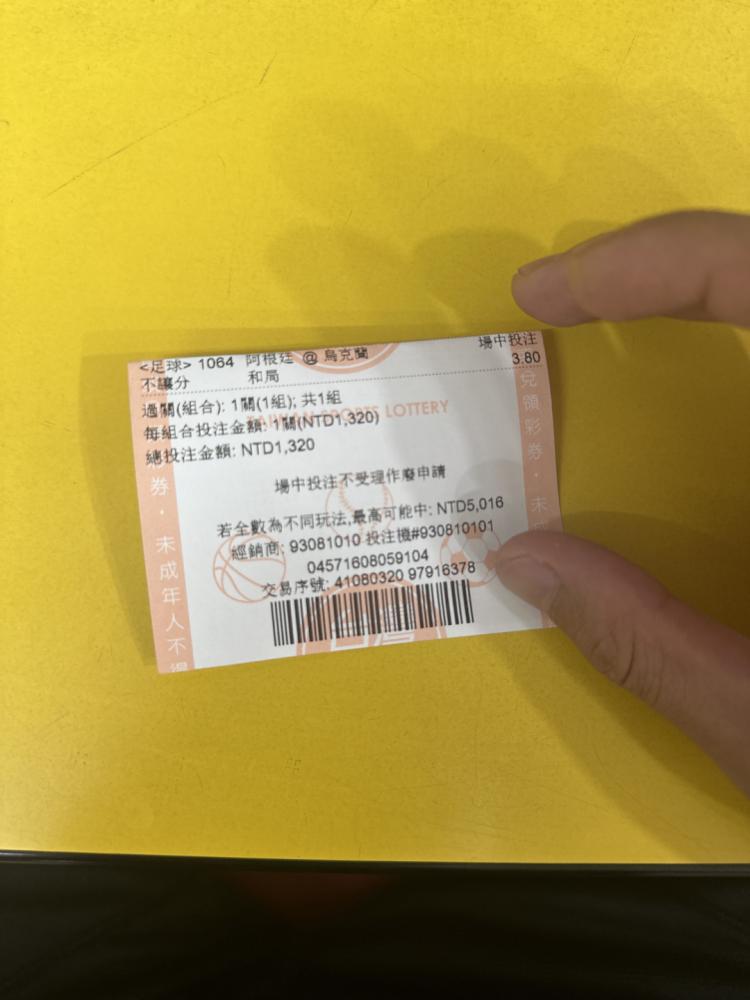 <足球> 1064 阿根廷 @ 烏克蘭 場中投注
不讓分 和局 3.80
過關(組合): 1關(1組); 共1組
TAIWAN SPORTS LOTTERY
每組合投注金額: 1關(NTD1,320)
總投注金額: NTD1,320
場中投注不受理作廢申請
若全數為不同玩法,最高可能中: NTD5,016
經銷商: 93081010 投注機#930810101
04571608059104
交易序號: 41080320 97916378
券・未成年人不得
兌領彩券・未